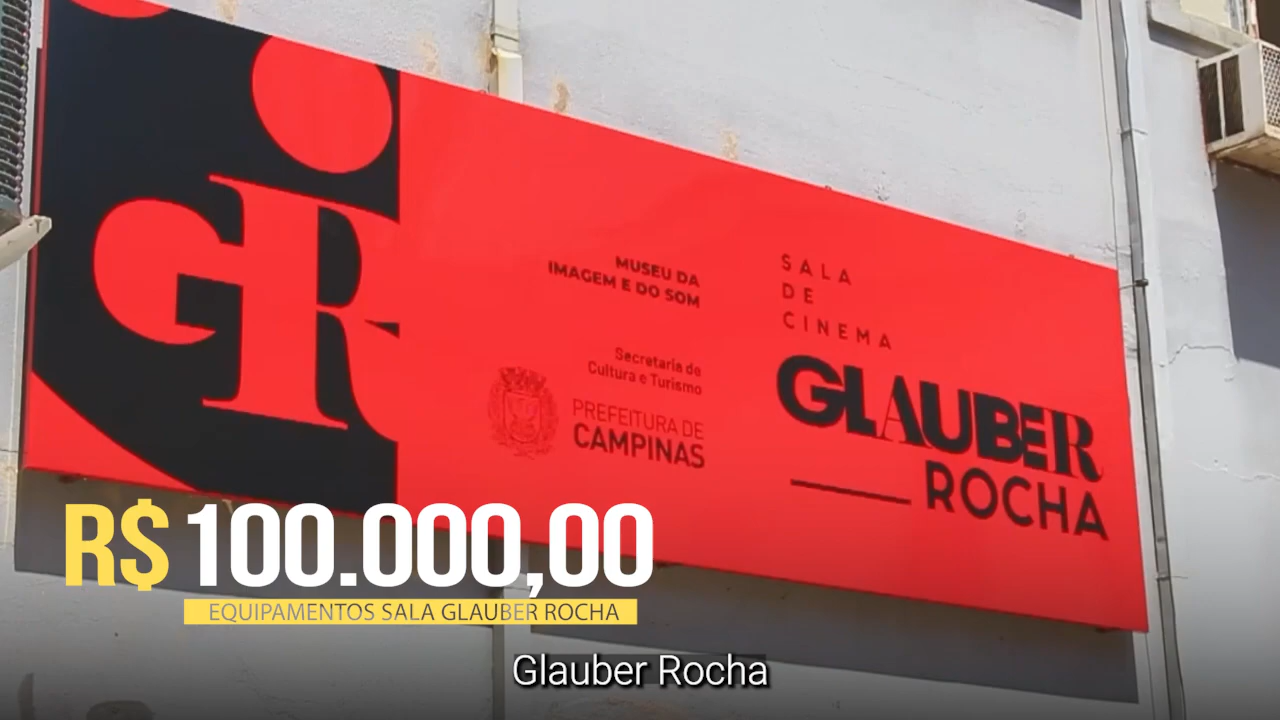 GR
MUSEU DA
IMAGEM E DO SOM
Secretaria de
Cultura e Turismo
PREFEITURA DE
CAMPINAS
SALA
DE
CINEMA
GLAUBER
ROCHA
R$ 100.000,00
EQUIPAMENTOS SALA GLAUBER ROCHA
Glauber Rocha